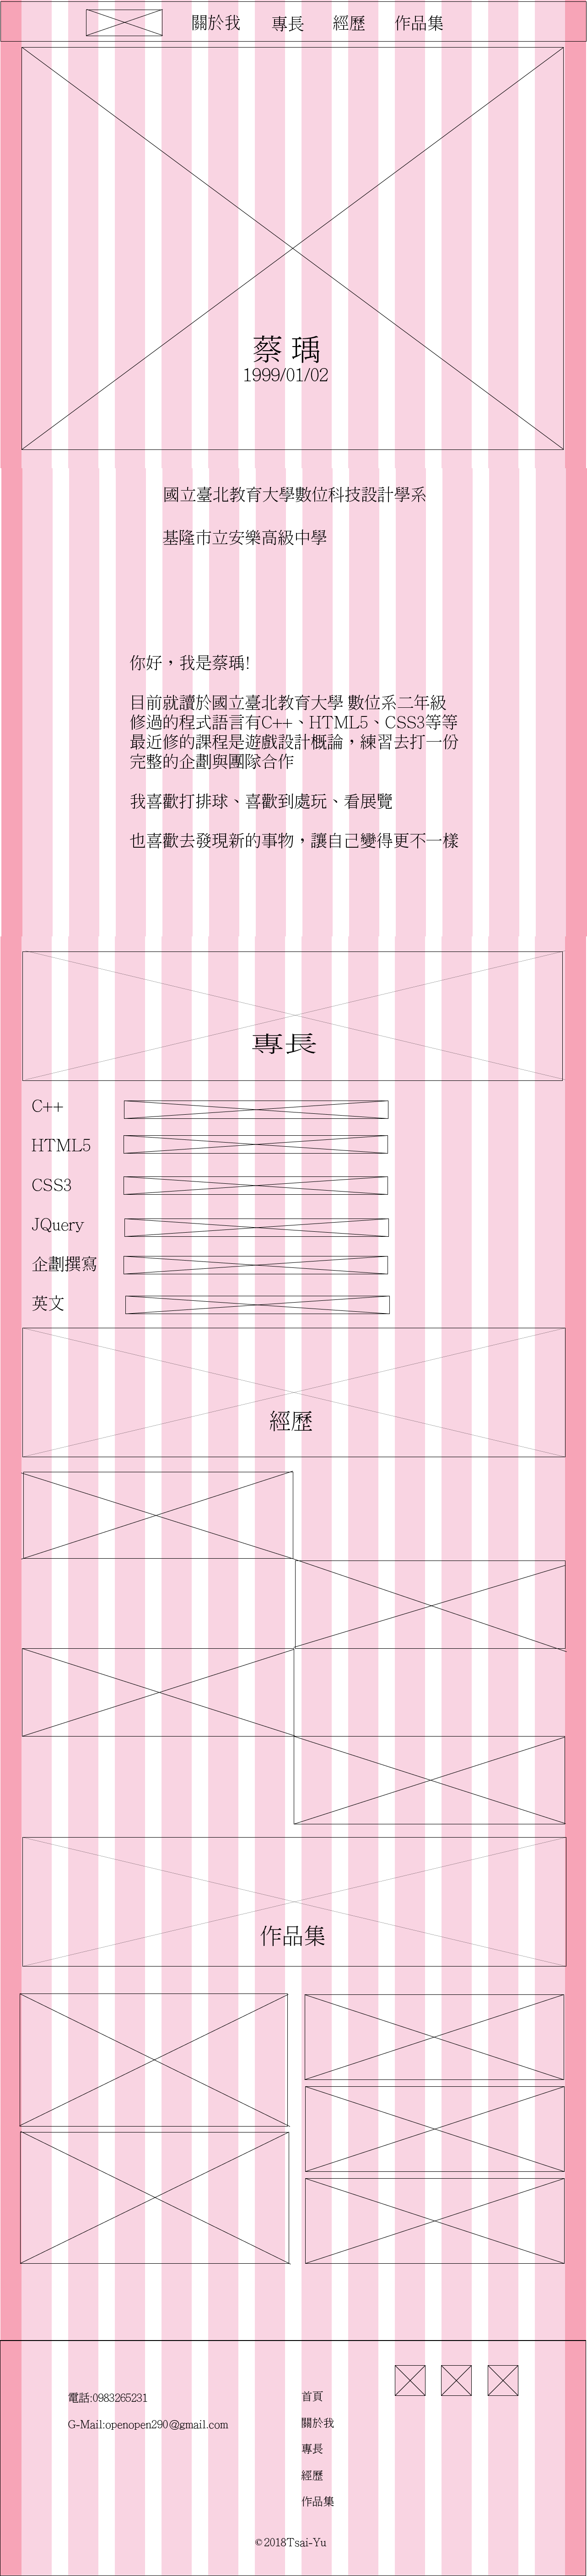 關於我 專長 經歷 作品集
蔡 瑀
1999/01/02
國立臺北教育大學數位科技設計學系
基隆市立安樂高級中學
你好，我是蔡瑀!
目前就讀於國立臺北教育大學 數位系二年級
修過的程式語言有C++、HTML5、CSS3等等
最近修的課程是遊戲設計概論，練習去打一份
完整的企劃與團隊合作
我喜歡打排球、喜歡到處玩、看展覽
也喜歡去發現新的事物，讓自己變得更不一樣
專長
C++
HTML5
CSS3
JQuery
企劃撰寫
英文
經歷
作品集
電話:0983265231
G-Mail:openopen290@gmail.com
首頁
關於我
專長
經歷
作品集
©2018Tsai-Yu